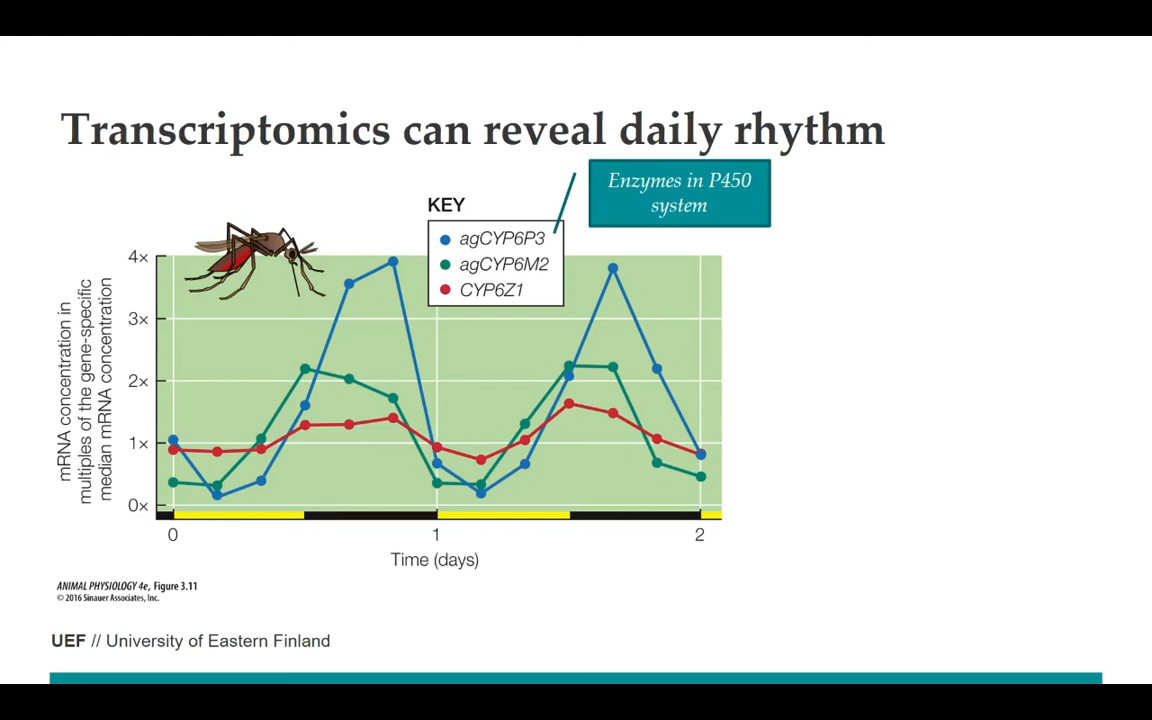 Transcriptomics can reveal daily rhythm
Enzymes in P450
system
KEY
agCYP6P3
agCYP6M2
CYP6Z1
mRNA concentration in
multiples of the gene-specific
median mRNA concentration
4×
3×
2×
1×
0×
0
1
2
Time (days)
ANIMAL PHYSIOLOGY 4e, Figure 3.11
© 2016 Sinauer Associates, Inc.
UEF // University of Eastern Finland